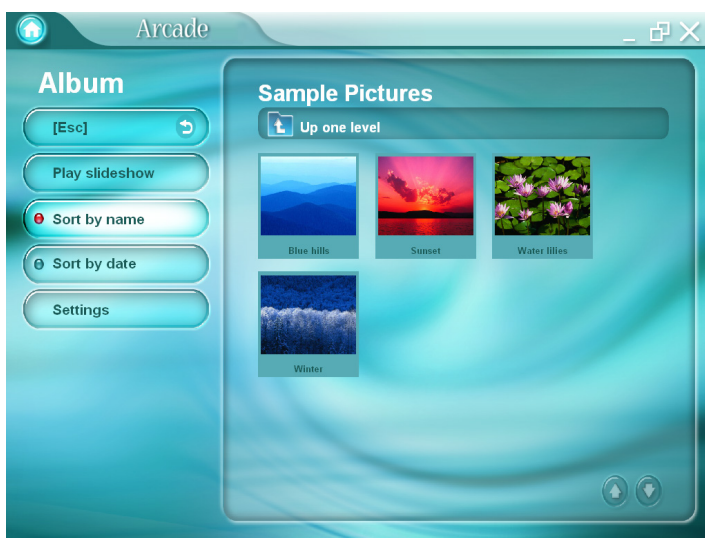 Arcade
Album
[Esc]
Play slideshow
Sort by name
Sort by date
Settings
Sample Pictures
Up one level
Blue hills
Sunset
Water lilies
Winter